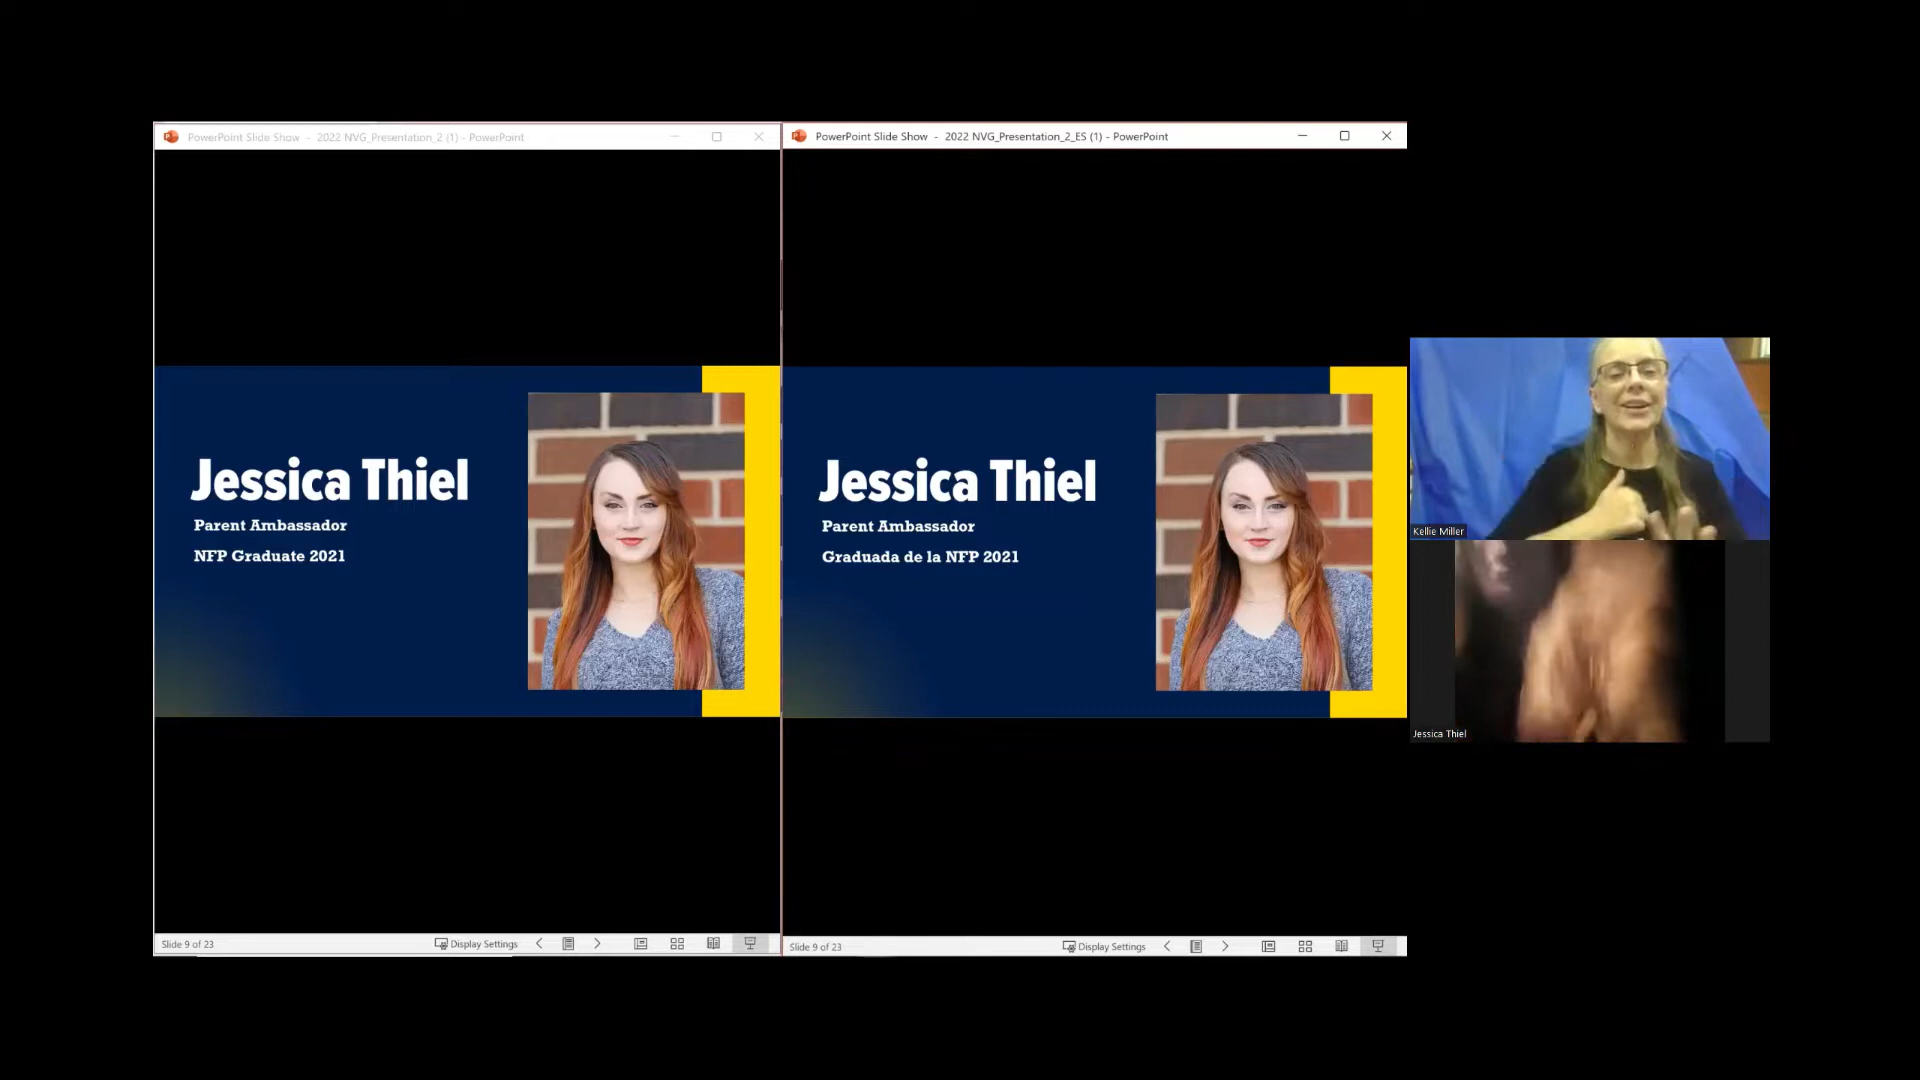 PowerPoint Slide Show - 2022 NVG_Presentation_2 (1) - PowerPoint
Jessica Thiel
Parent Ambassador
NFP Graduate 2021
Slide 9 of 23
Display Settings
PowerPoint Slide Show - 2022 NVG_Presentation_2_ES (1) - PowerPoint
Jessica Thiel
Parent Ambassador
Graduada de la NFP 2021
Slide 9 of 23
Display Settings
Kellie Miller
Jessica Thiel